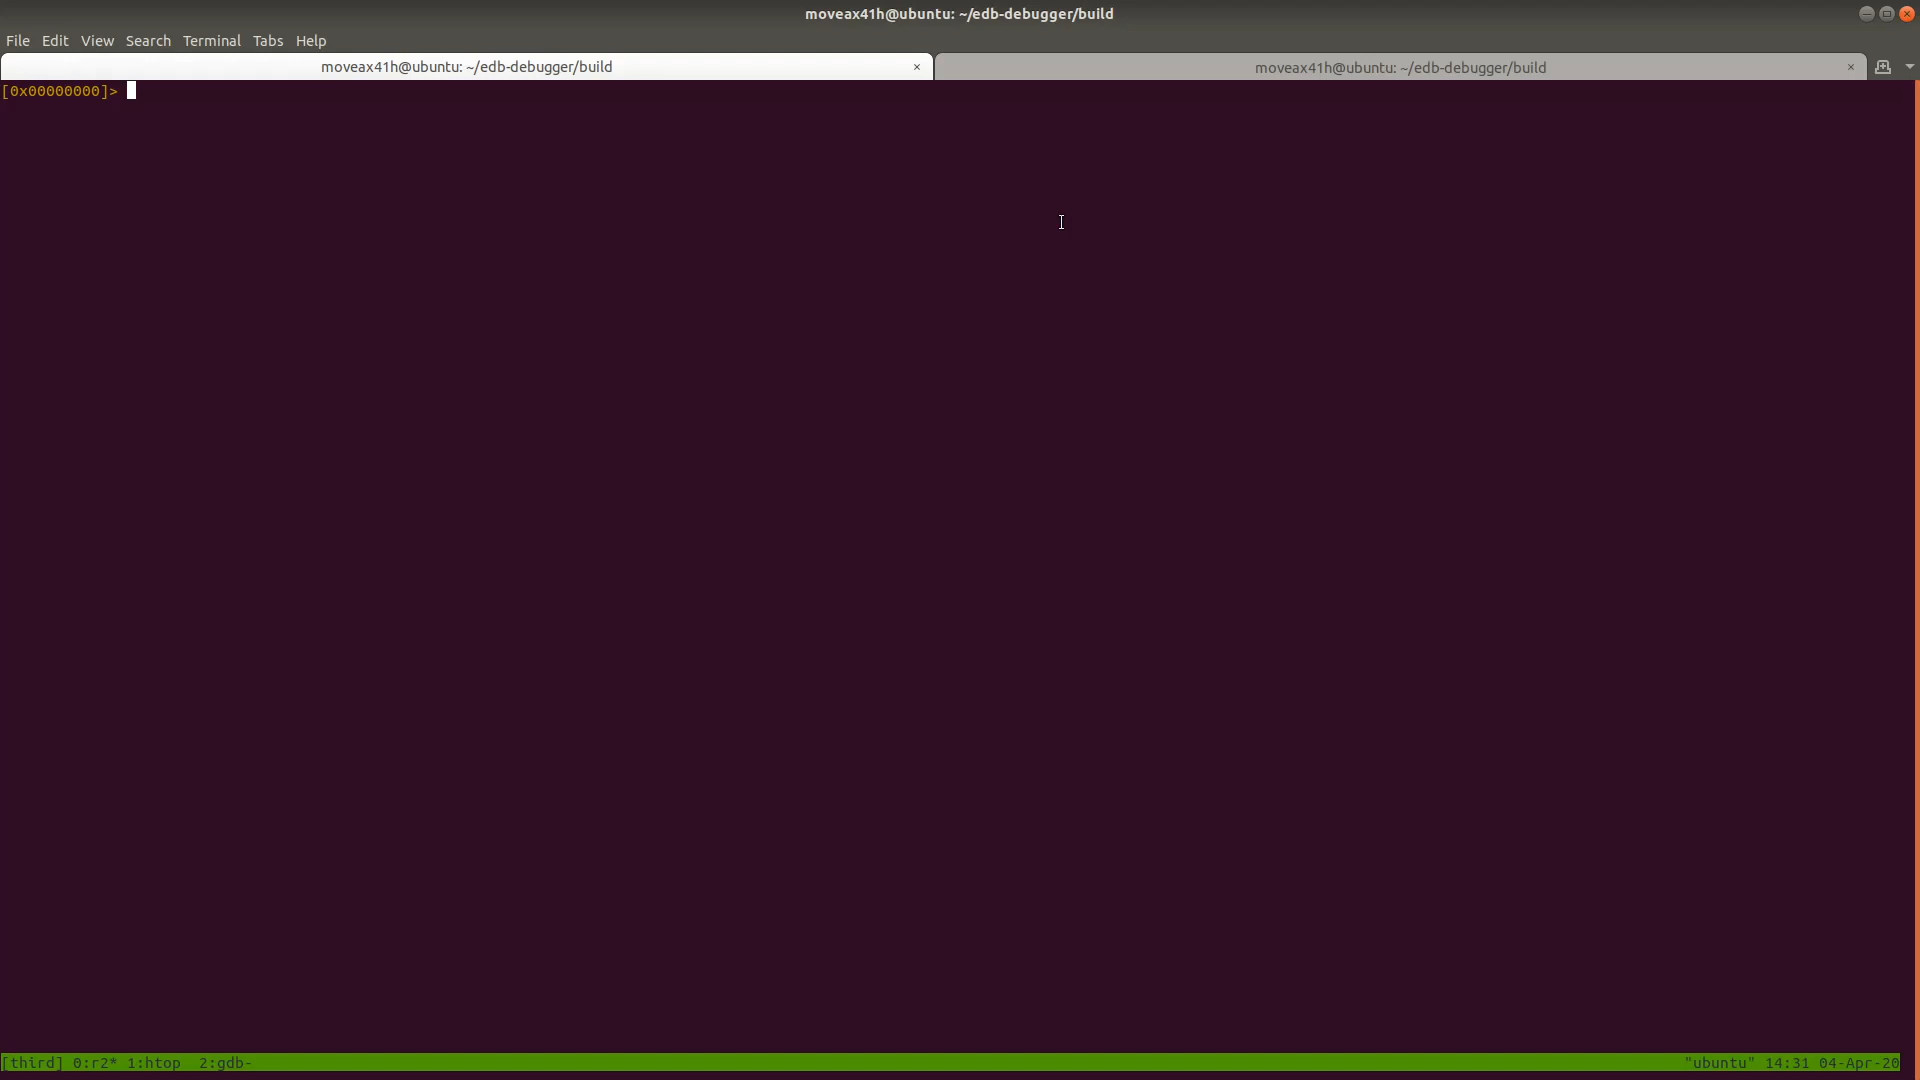 moveax41h@ubuntu: ~/edb-debugger/build
File Edit View Search Terminal Tabs Help
moveax41h@ubuntu: ~/edb-debugger/build × moveax41h@ubuntu: ~/edb-debugger/build ×
[0x00000000]>
[third] 0:r2* 1:htop  2:gdb- "ubuntu" 14:31 04-Apr-20